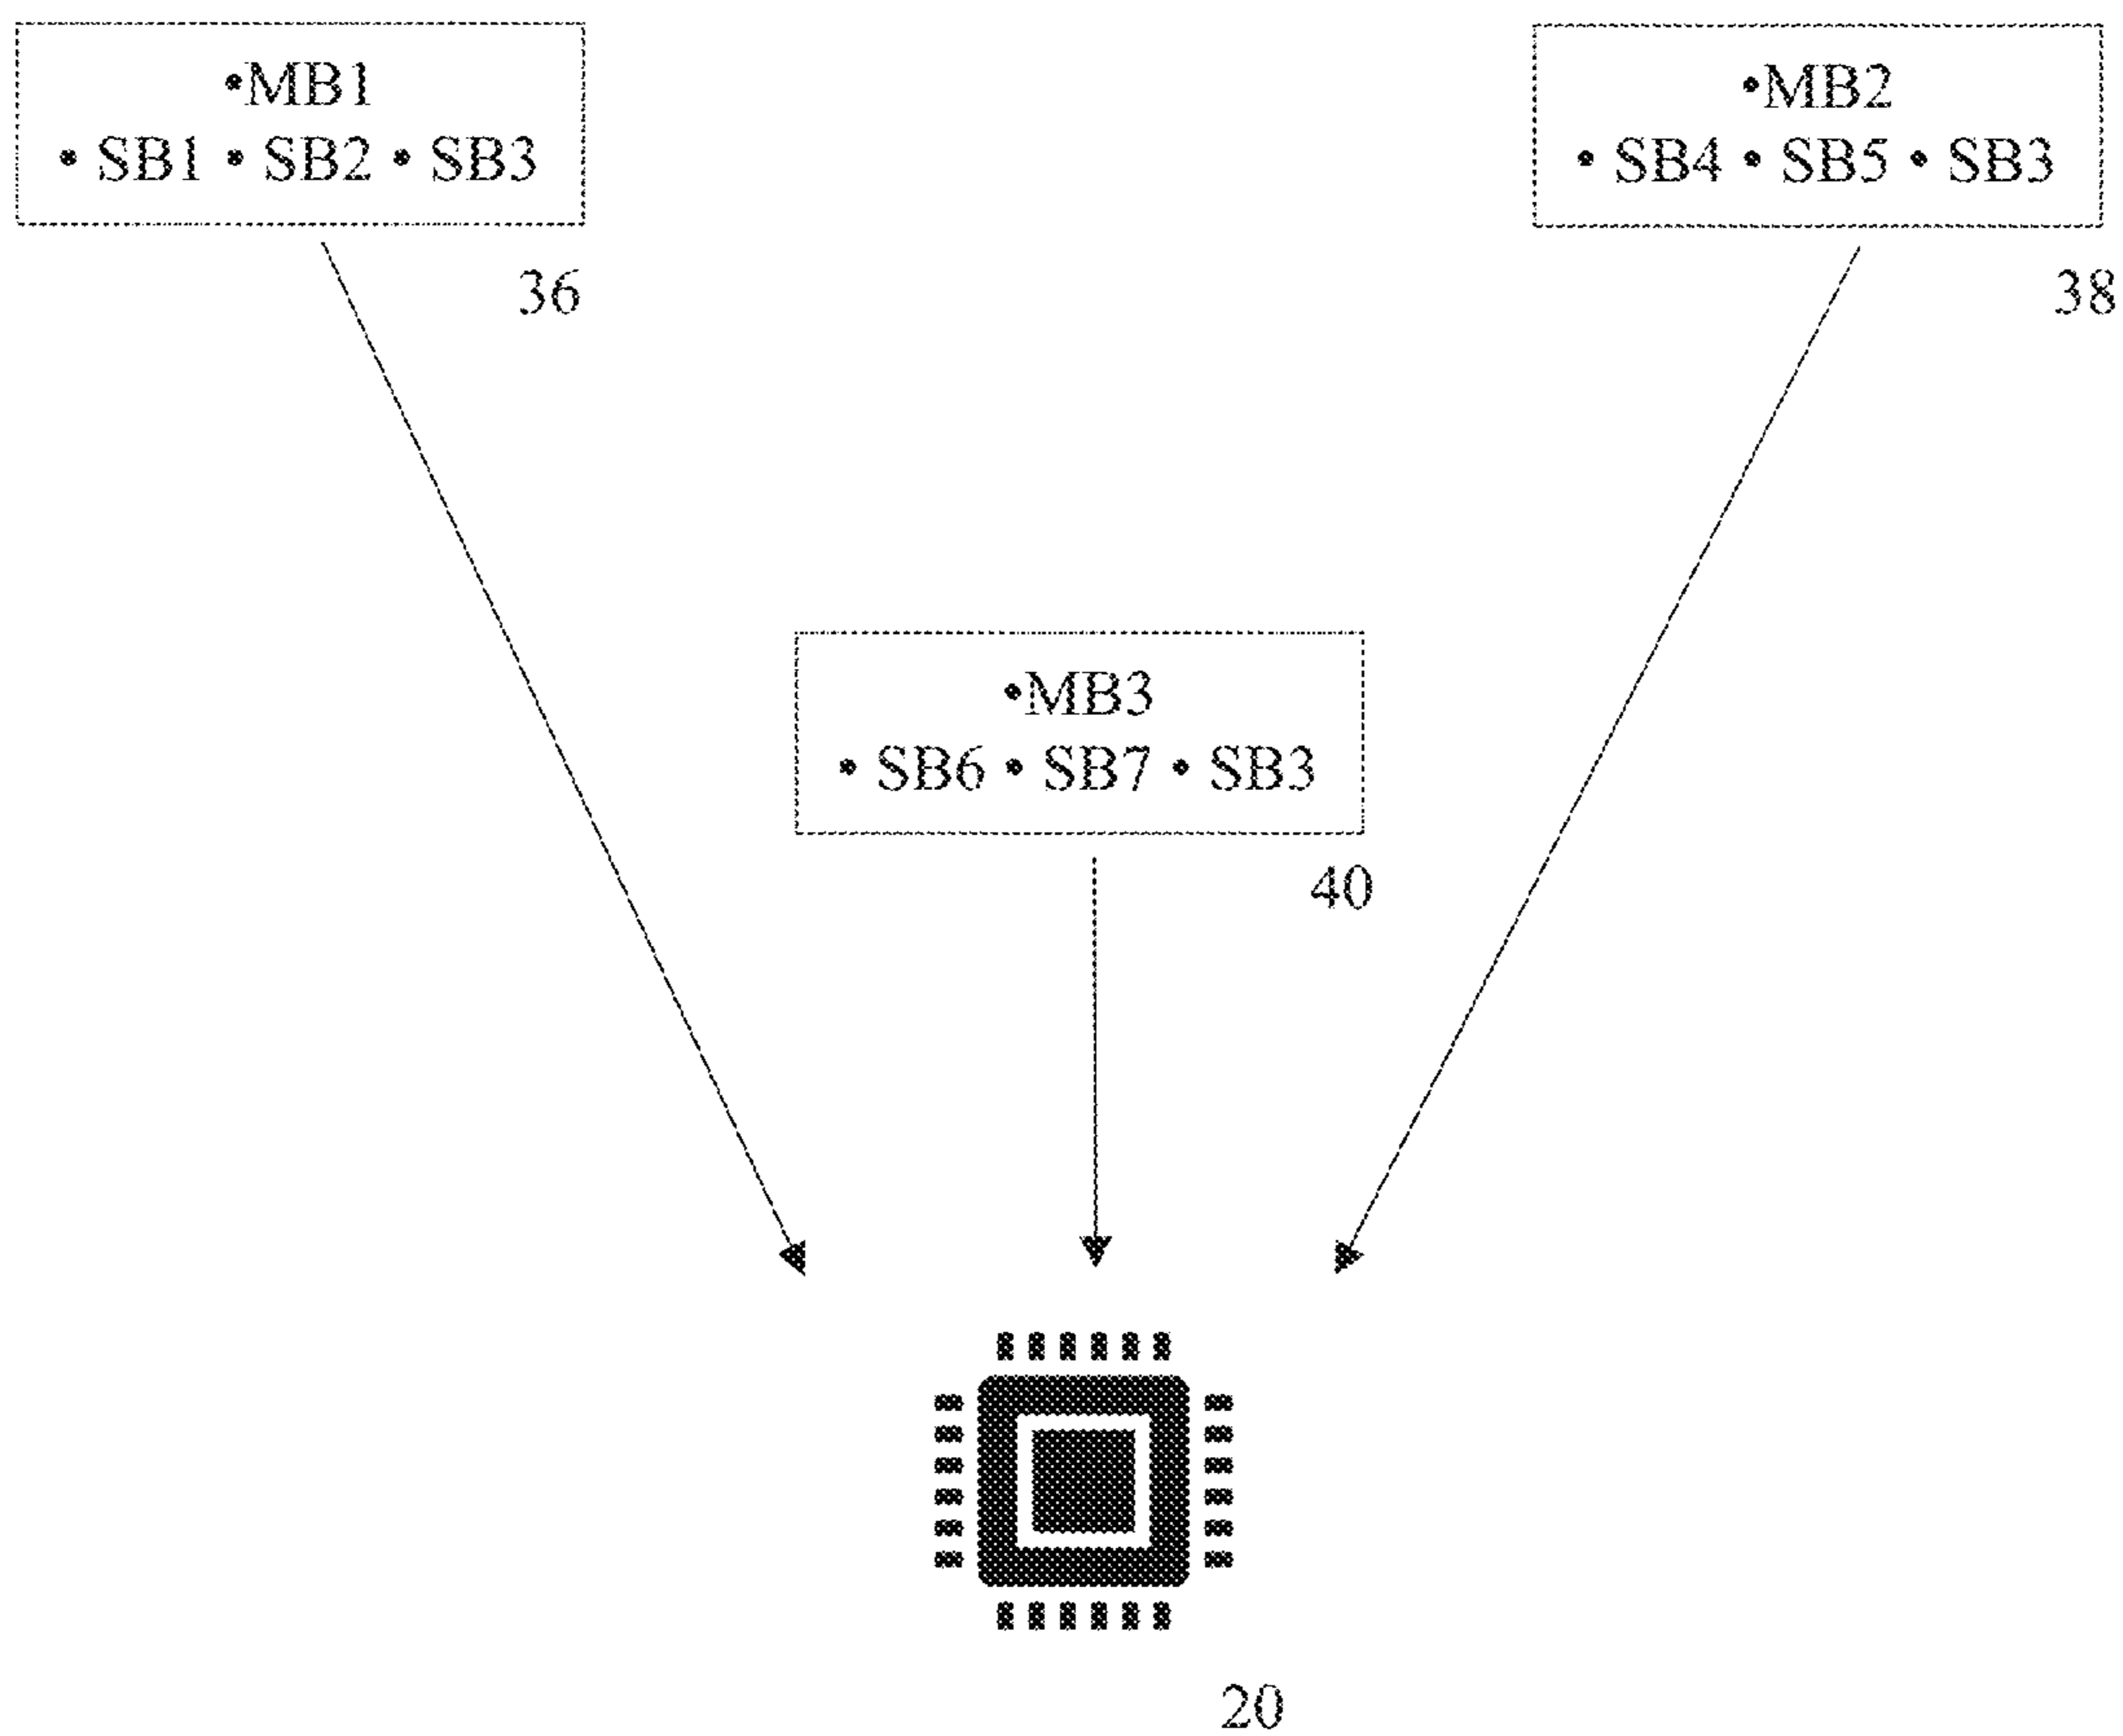 •MB1
• SB1 • SB2 • SB3
36
•MB2
• SB4 • SB5 • SB3
38
•MB3
• SB6 • SB7 • SB3
40
20